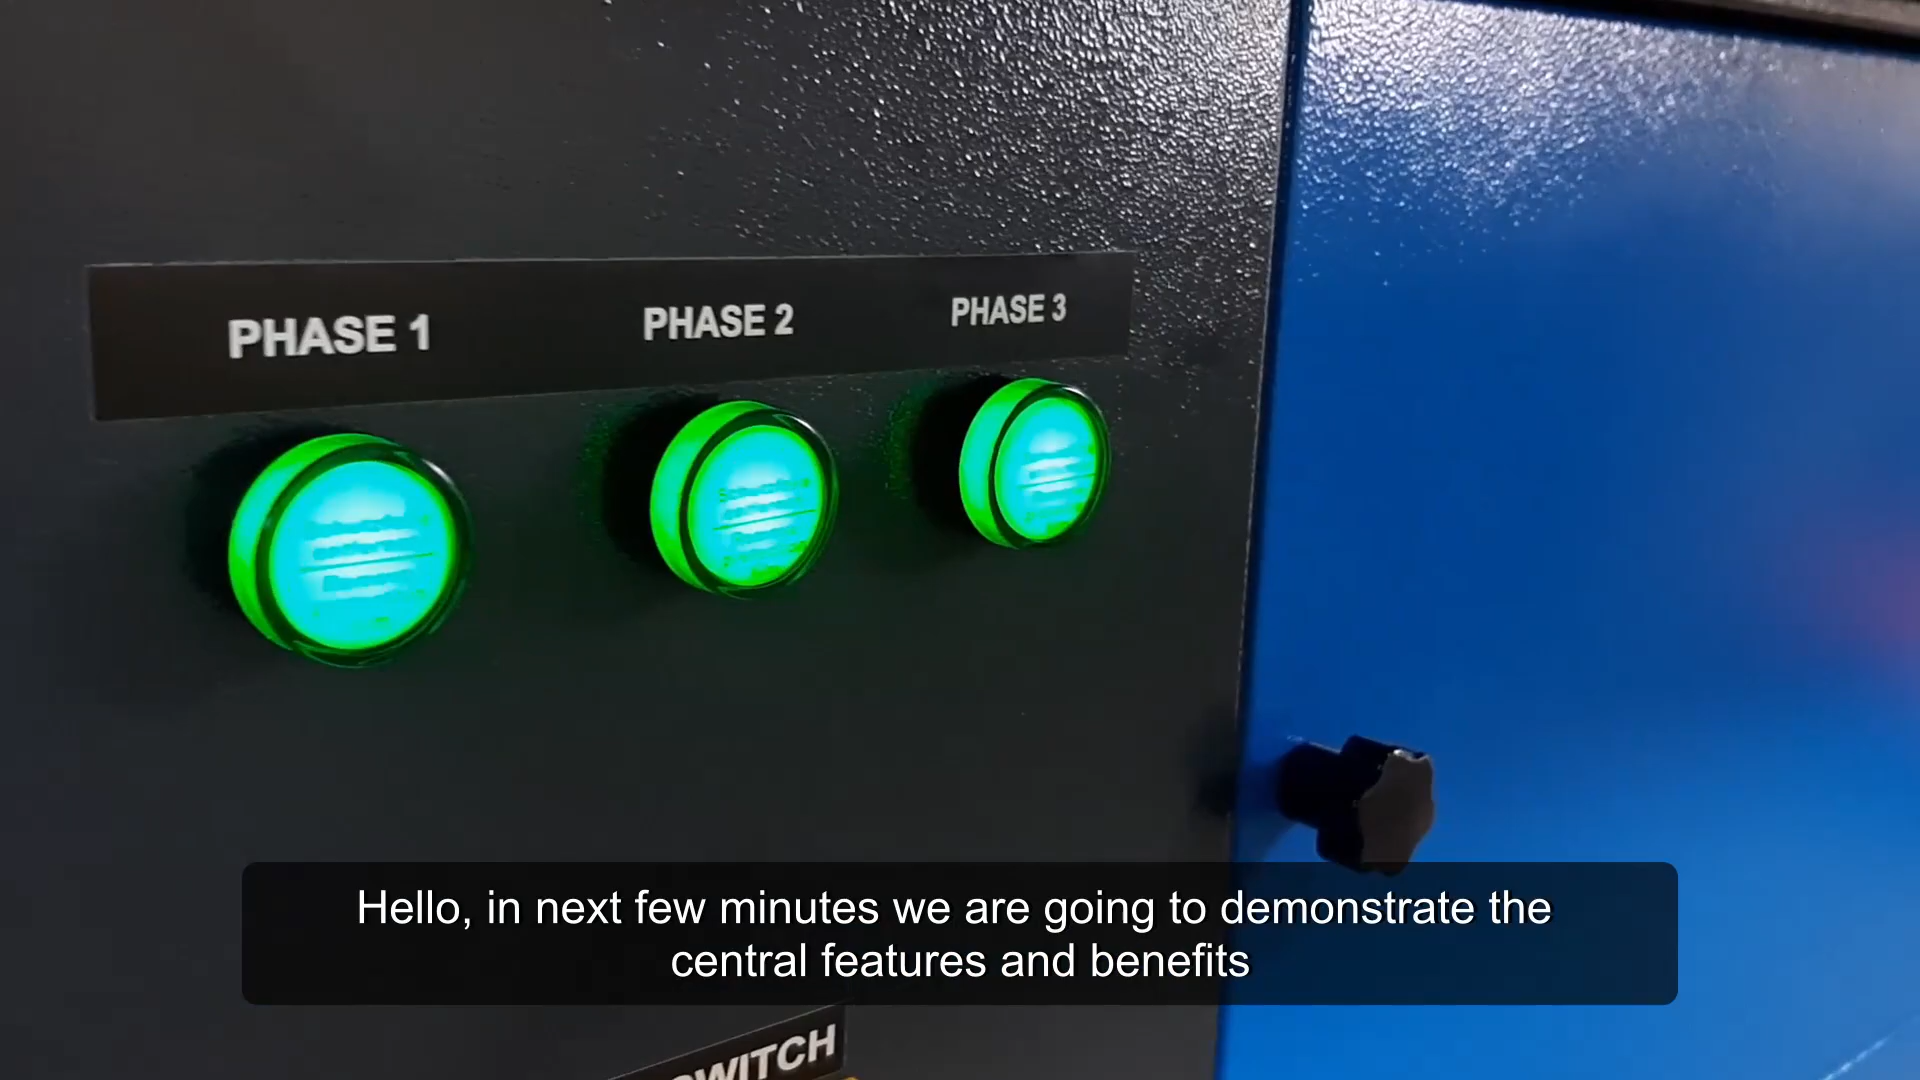 PHASE 1 PHASE 2 PHASE 3
Hello, in next few minutes we are going to demonstrate the
central features and benefits